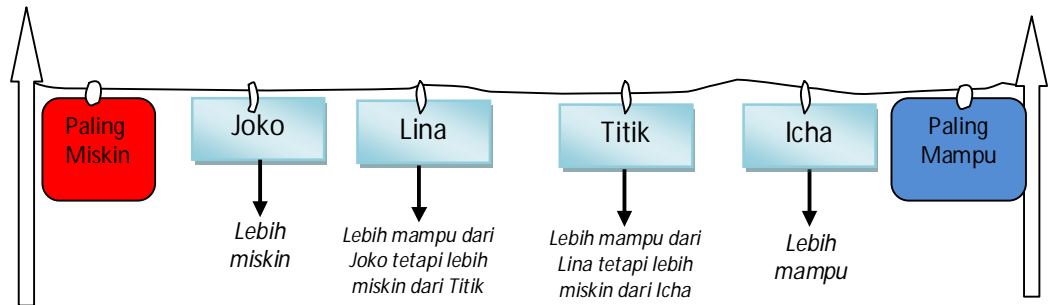 Paling
Miskin
Joko
Lina
Titik
Icha
Paling
Mampu
Lebih
miskin
Lebih mampu dari
Joko tetapi lebih
miskin dari Titik
Lebih mampu dari
Lina tetapi lebih
miskin dari Icha
Lebih
mampu